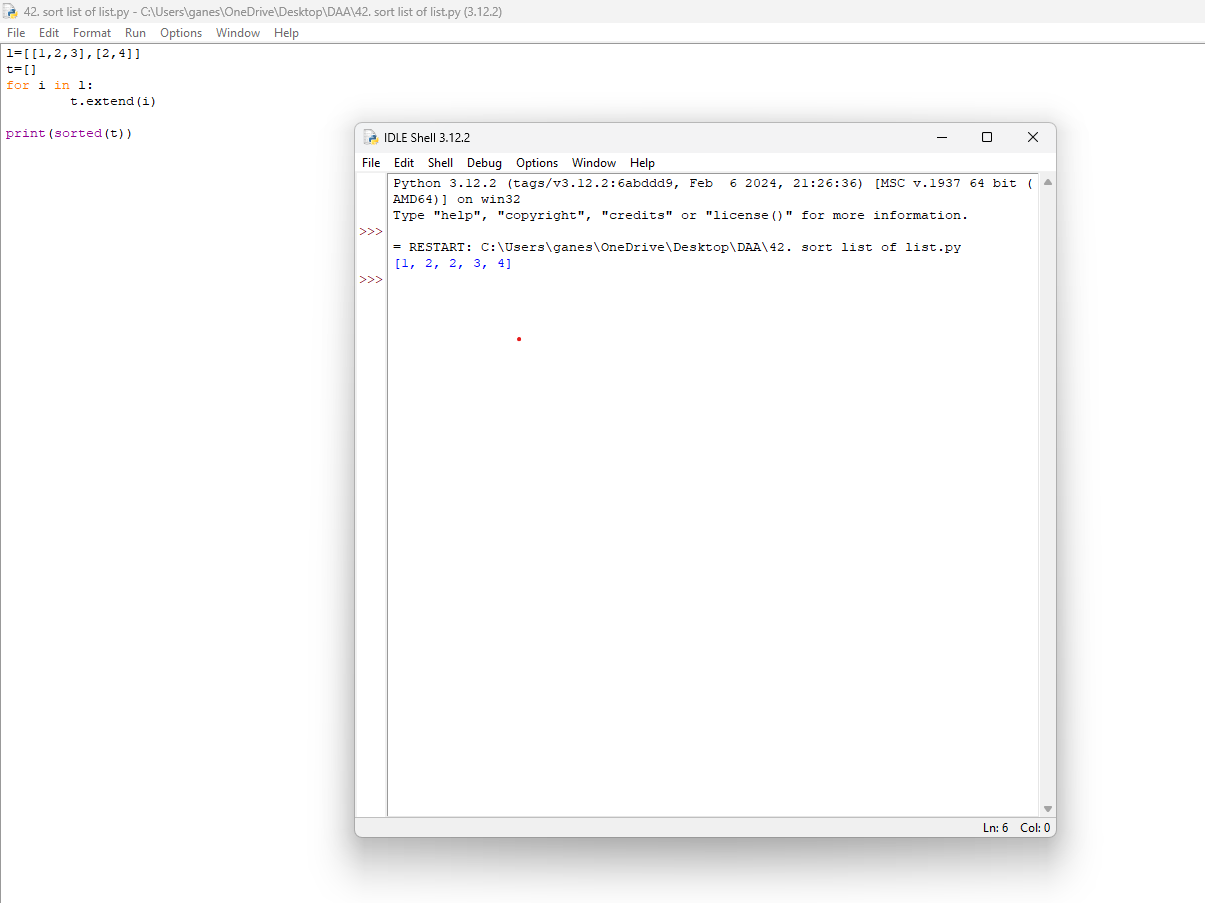 42. sort list of list.py - C:\Users\ganes\OneDrive\Desktop\DAA\42. sort list of list.py (3.12.2)
File Edit Format Run Options Window Help
l=[[1,2,3],[2,4]]
t=[]
for i in l:
        t.extend(i)
print(sorted(t))
IDLE Shell 3.12.2
File Edit Shell Debug Options Window Help
Python 3.12.2 (tags/v3.12.2:6abddd9, Feb  6 2024, 21:26:36) [MSC v.1937 64 bit (
AMD64)] on win32
Type "help", "copyright", "credits" or "license()" for more information.
>>>
= RESTART: C:\Users\ganes\OneDrive\Desktop\DAA\42. sort list of list.py
[1, 2, 2, 3, 4]
>>>
Ln: 6 Col: 0